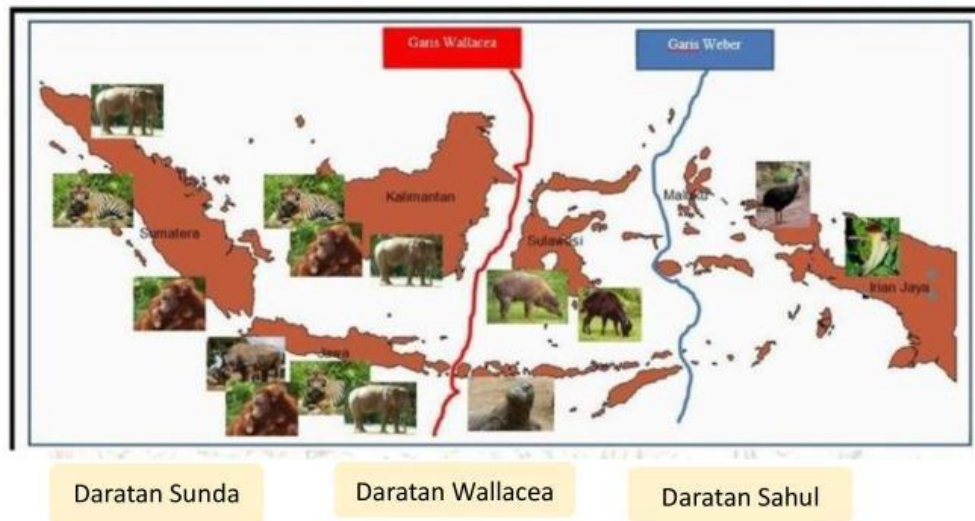 Garis Wallacea
Garis Weber
Kalimantan
Maluku
Sumatera
Sulawesi
Irian Jaya
Jawa
Daratan Sunda
Daratan Wallacea
Daratan Sahul